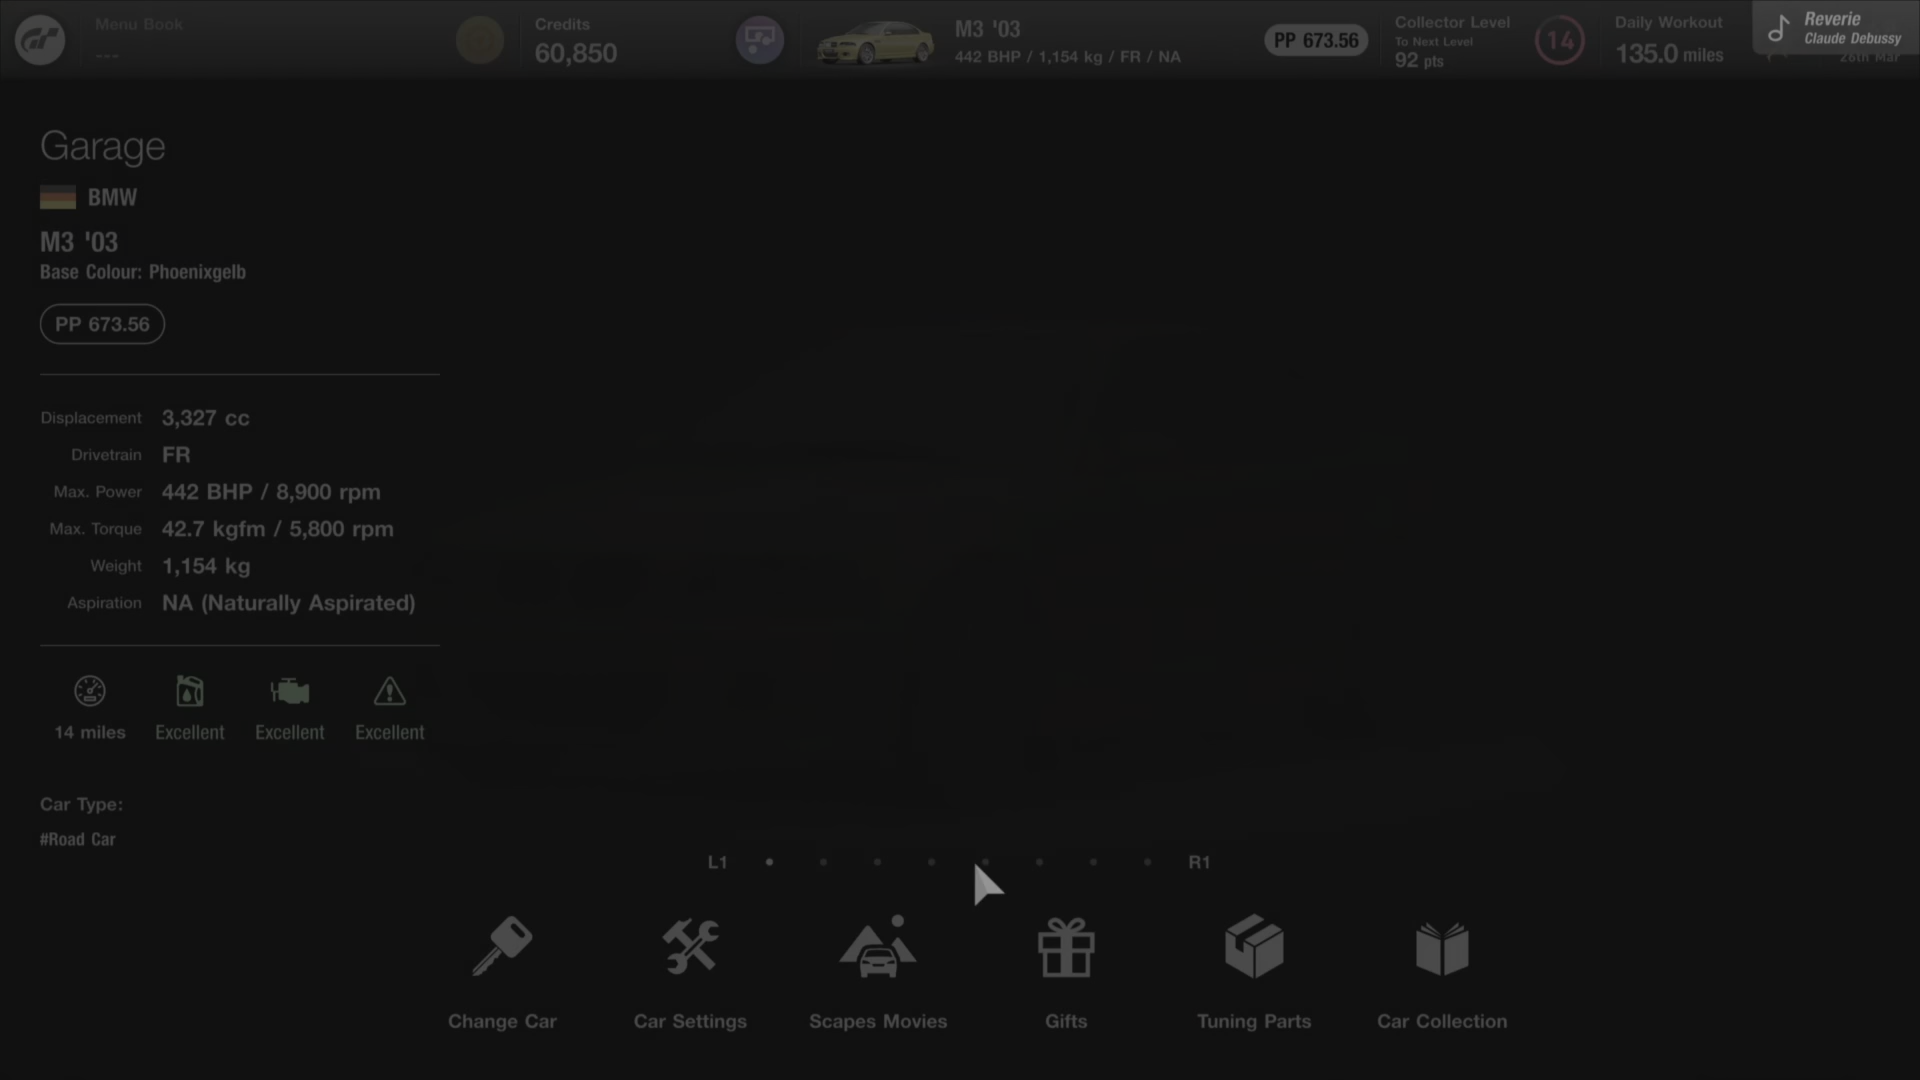 Menu Book
---
Credits
60,850
M3 '03
442 BHP / 1,154 kg / FR / NA
PP 673.56
Collector Level
To Next Level
92 pts
14
Daily Workout
135.0 miles
Reverie
Claude Debussy
26th Mar
Garage
BMW
M3 '03
Base Colour: Phoenixgelb
PP 673.56
Displacement 3,327 cc
Drivetrain FR
Max. Power 442 BHP / 8,900 rpm
Max. Torque 42.7 kgfm / 5,800 rpm
Weight 1,154 kg
Aspiration NA (Naturally Aspirated)
14 miles Excellent Excellent Excellent
Car Type:
#Road Car
L1 R1
Change Car Car Settings Scapes Movies Gifts Tuning Parts Car Collection